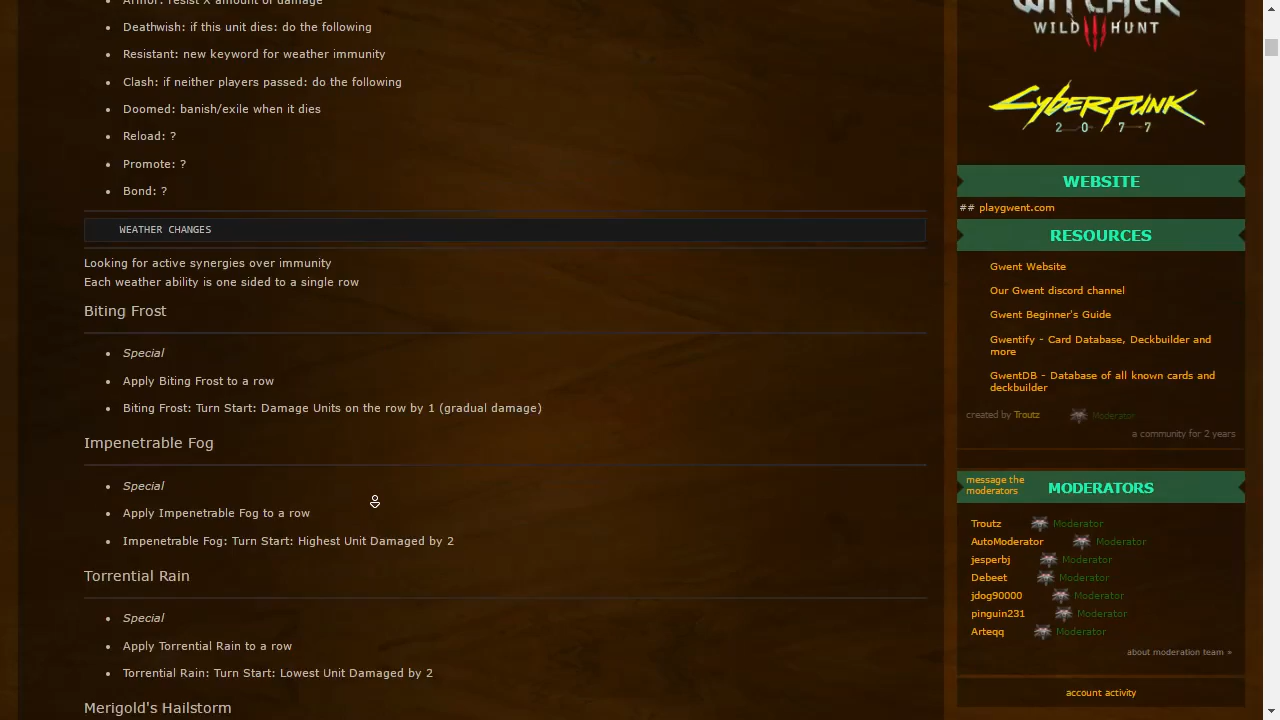 Armor: resist X amount of damage
Deathwish: if this unit dies: do the following
Resistant: new keyword for weather immunity
Clash: if neither players passed: do the following
Doomed: banish/exile when it dies
Reload: ?
Promote: ?
Bond: ?
WEATHER CHANGES
Looking for active synergies over immunity
Each weather ability is one sided to a single row
Biting Frost
Special
Apply Biting Frost to a row
Biting Frost: Turn Start: Damage Units on the row by 1 (gradual damage)
Impenetrable Fog
Special
Apply Impenetrable Fog to a row
Impenetrable Fog: Turn Start: Highest Unit Damaged by 2
Torrential Rain
Special
Apply Torrential Rain to a row
Torrential Rain: Turn Start: Lowest Unit Damaged by 2
Merigold's Hailstorm
WITCHER
WILD HUNT
Cyberpunk
2077
WEBSITE
## playgwent.com
RESOURCES
Gwent Website
Our Gwent discord channel
Gwent Beginner's Guide
Gwentify - Card Database, Deckbuilder and
more
GwentDB - Database of all known cards and
deckbuilder
created by Troutz Moderator
a community for 2 years
message the
moderators
MODERATORS
Troutz Moderator
AutoModerator Moderator
jesperbj Moderator
Debeet Moderator
jdog90000 Moderator
pinguin231 Moderator
Arteqq Moderator
about moderation team »
account activity